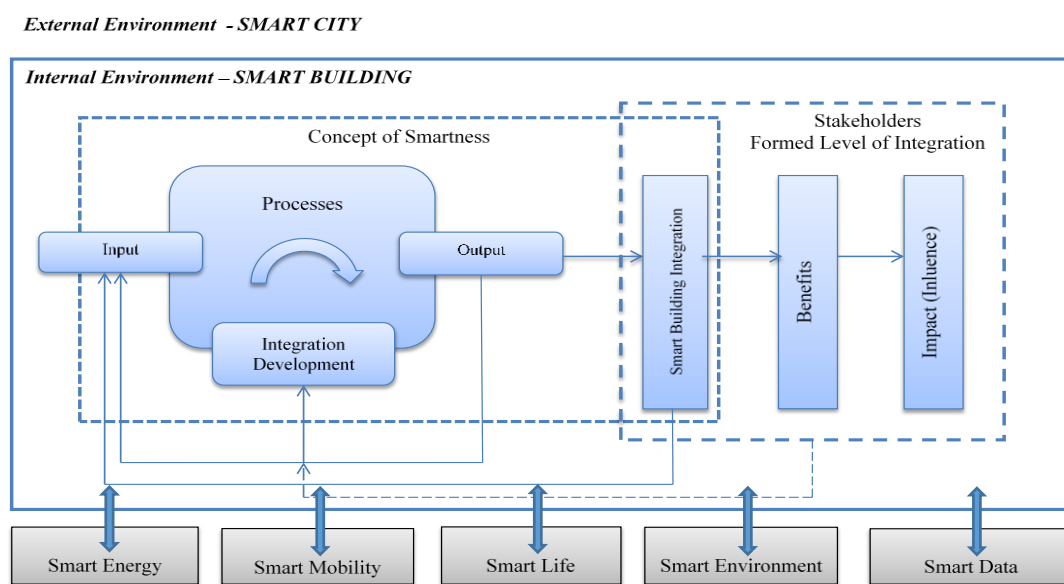 External Environment - SMART CITY
Internal Environment – SMART BUILDING
Concept of Smartness
Stakeholders
Formed Level of Integration
Processes
Input
Output
Integration
Development
Smart Building Integration
Benefits
Impact (Inluence)
Smart Energy
Smart Mobility
Smart Life
Smart Environment
Smart Data